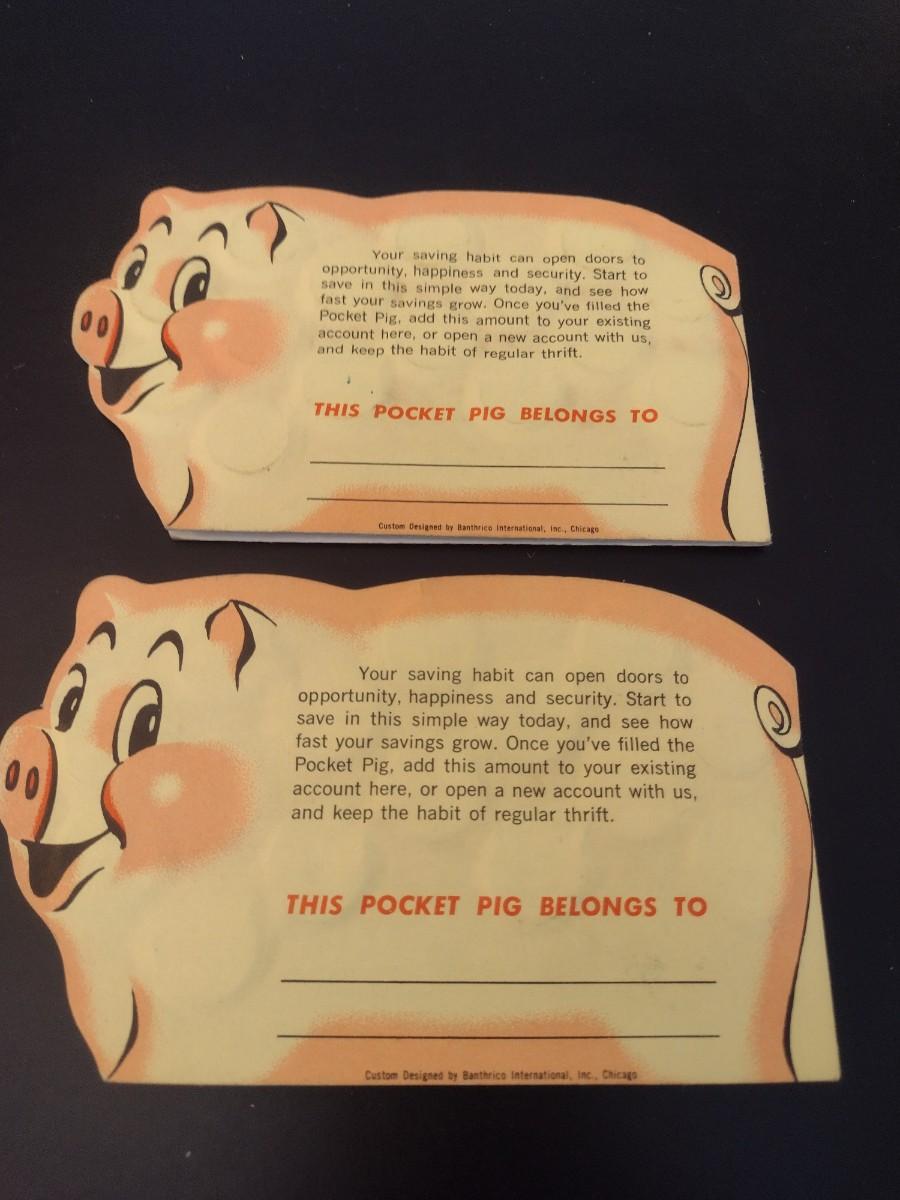 Your saving habit can open doors to
opportunity, happiness and security. Start to
save in this simple way today, and see how
fast your savings grow. Once you've filled the
Pocket Pig, add this amount to your existing
account here, or open a new account with us,
and keep the habit of regular thrift.
THIS POCKET PIG BELONGS TO
Custom Designed by Banthrico International, Inc., Chicago
Your saving habit can open doors to
opportunity, happiness and security. Start to
save in this simple way today, and see how
fast your savings grow. Once you've filled the
Pocket Pig, add this amount to your existing
account here, or open a new account with us,
and keep the habit of regular thrift.
THIS POCKET PIG BELONGS TO
Custom Designed by Banthrico International, Inc., Chicago